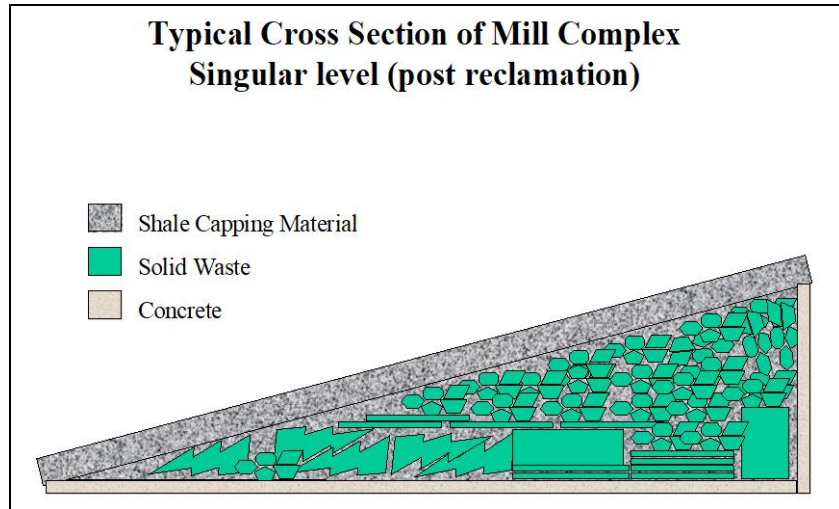 Typical Cross Section of Mill Complex
Singular level (post reclamation)
Shale Capping Material
Solid Waste
Concrete